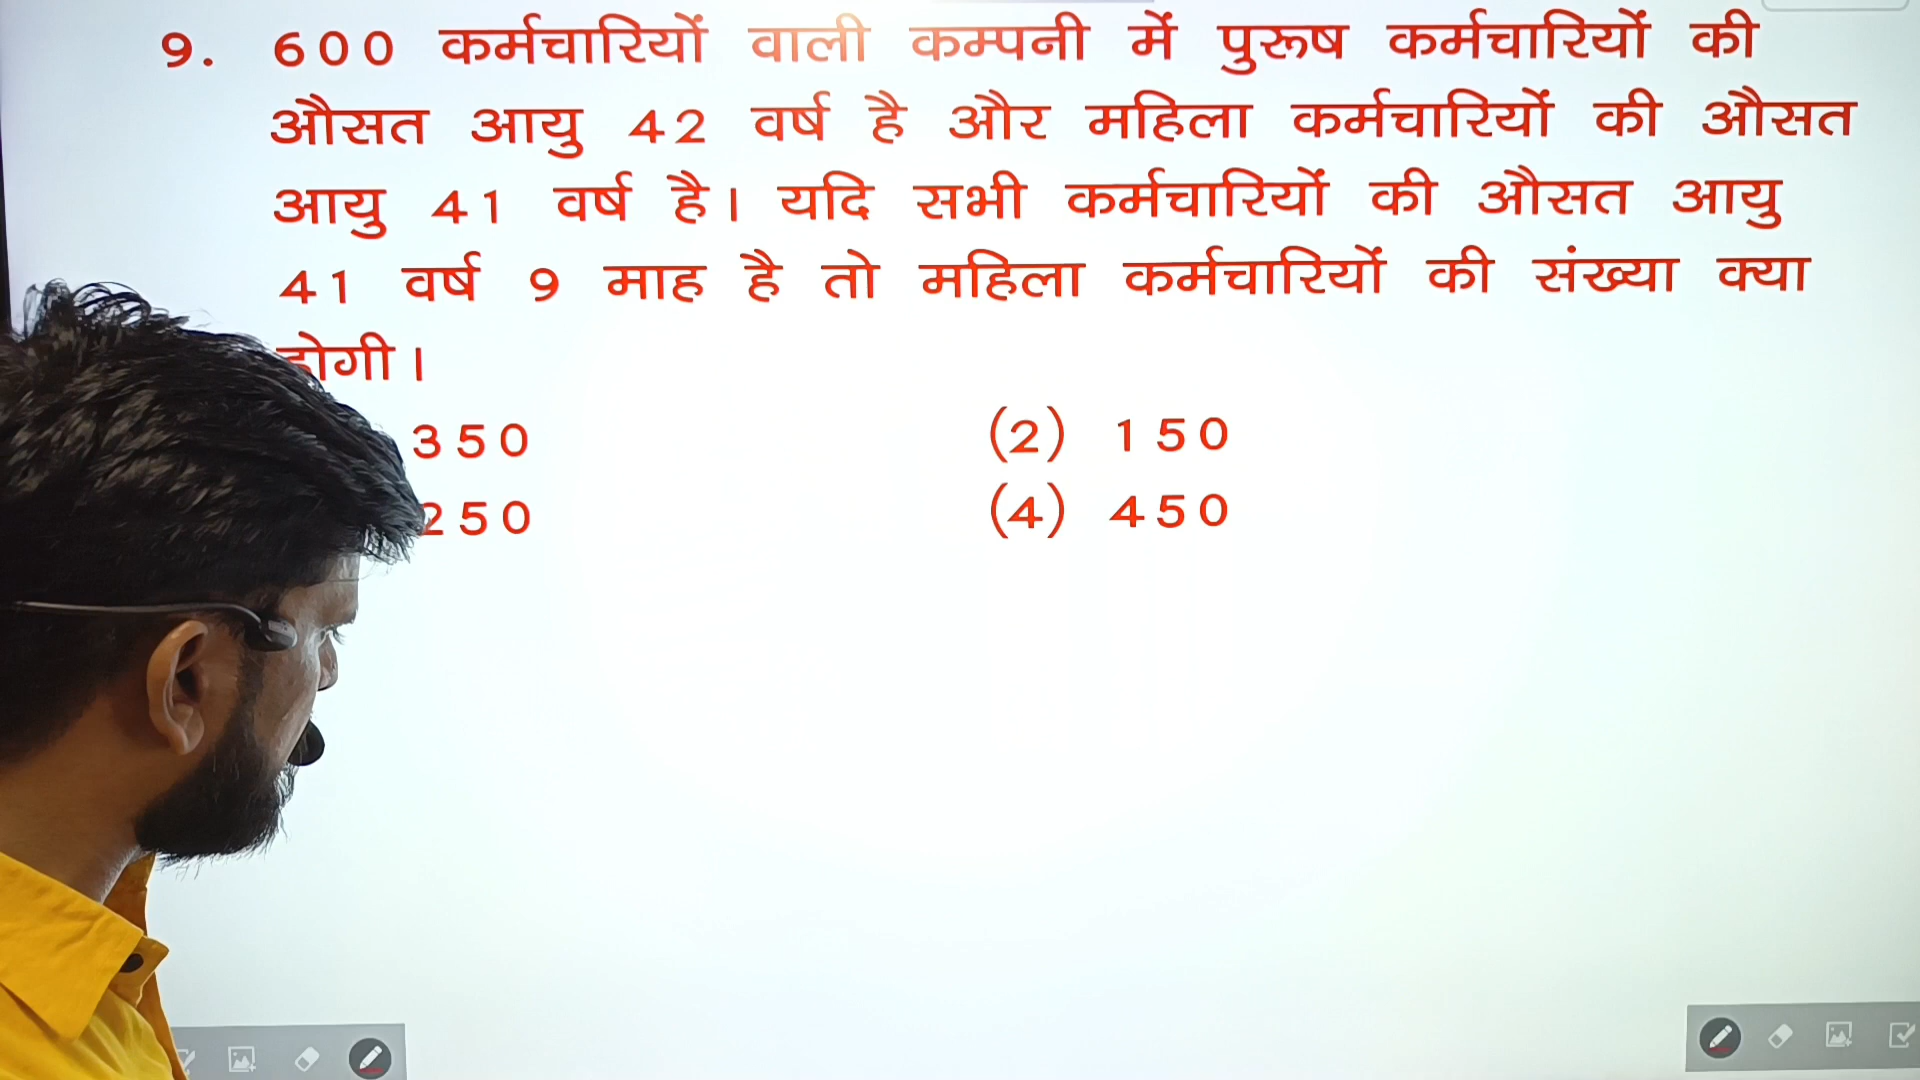 9. 600 कर्मचारियों वाली कम्पनी में पुरुष कर्मचारियों की
औसत आयु 42 वर्ष है और महिला कर्मचारियों की औसत
आयु 41 वर्ष है। यदि सभी कर्मचारियों की औसत आयु
41 वर्ष 9 माह है तो महिला कर्मचारियों की संख्या क्या
होगी।
350 (2) 150
250 (4) 450